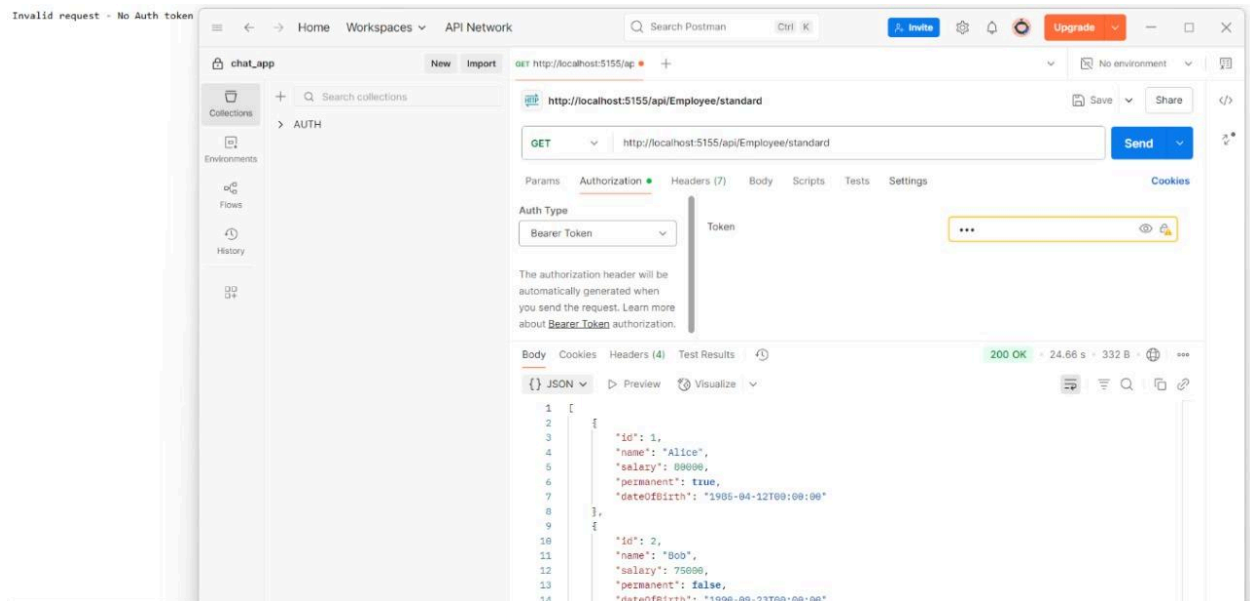 Invalid request - No Auth token
Home Workspaces API Network Search Postman Ctrl K Invite Upgrade
chat_app New Import GET http://localhost:5155/ap No environment
Collections
Environments
Flows
History
Search collections
AUTH
HTTP http://localhost:5155/api/Employee/standard Save Share
GET http://localhost:5155/api/Employee/standard Send
Params Authorization Headers (7) Body Scripts Tests Settings Cookies
Auth Type
Bearer Token
Token
•••
The authorization header will be
automatically generated when
you send the request. Learn more
about Bearer Token authorization.
Body Cookies Headers (4) Test Results 200 OK 24.66 s 332 B
{} JSON Preview Visualize
1 [
2 {
3 "id": 1,
4 "name": "Alice",
5 "salary": 80000,
6 "permanent": true,
7 "dateOfBirth": "1985-04-12T00:00:00"
8 },
9 {
10 "id": 2,
11 "name": "Bob",
12 "salary": 75000,
13 "permanent": false,
14 "dateOfBirth":